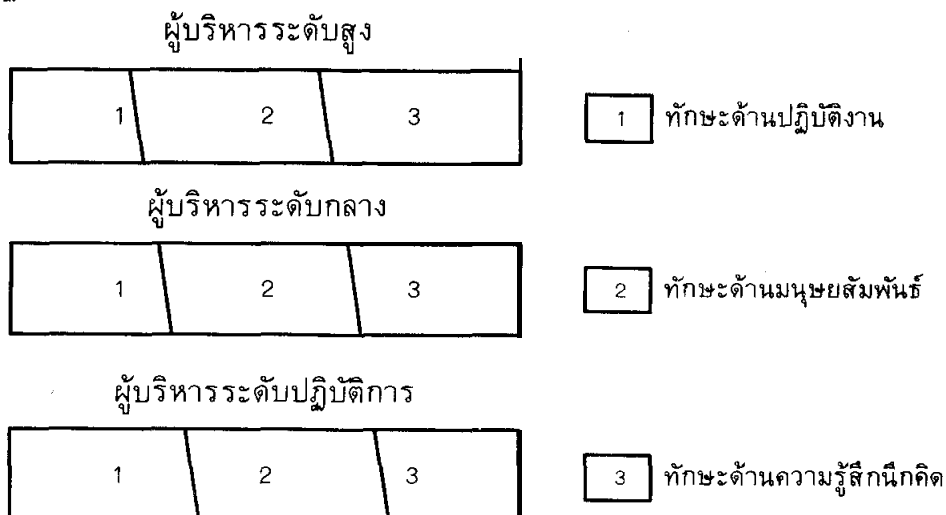 ผู้บริหารระดับสูง
1 2 3
1 ทักษะด้านปฏิบัติงาน
ผู้บริหารระดับกลาง
1 2 3
2 ทักษะด้านมนุษยสัมพันธ์
ผู้บริหารระดับปฏิบัติการ
1 2 3
3 ทักษะด้านความรู้สึกนึกคิด